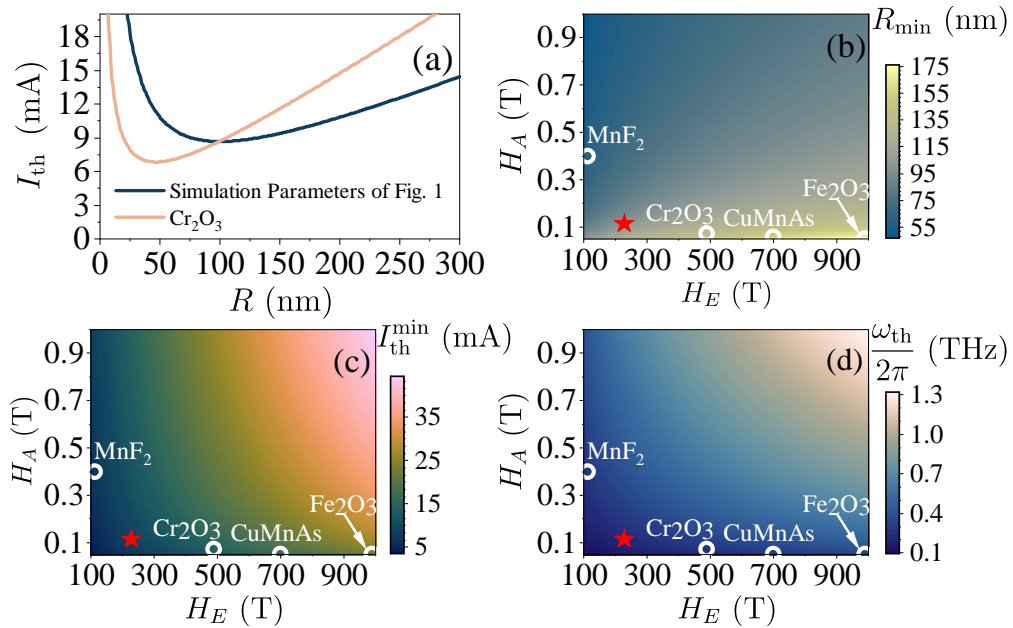 (a)
I_th (mA)
18
15
12
9
6
3
0
Simulation Parameters of Fig. 1
Cr₂O₃
0 50 100 150 200 250 300
R (nm)
(b)
R_min (nm)
H_A (T)
0.9
0.7
0.5
0.3
0.1
MnF₂
Cr2O3
CuMnAs
Fe2O3
100 300 500 700 900
H_E (T)
175
155
135
115
95
75
55
(c)
I_th^min (mA)
H_A (T)
0.9
0.7
0.5
0.3
0.1
MnF₂
Cr2O3
CuMnAs
Fe2O3
100 300 500 700 900
H_E (T)
35
25
15
5
(d)
ω_th/2π (THz)
H_A (T)
0.9
0.7
0.5
0.3
0.1
MnF₂
Cr2O3
CuMnAs
Fe2O3
100 300 500 700 900
H_E (T)
1.3
1.0
0.7
0.4
0.1